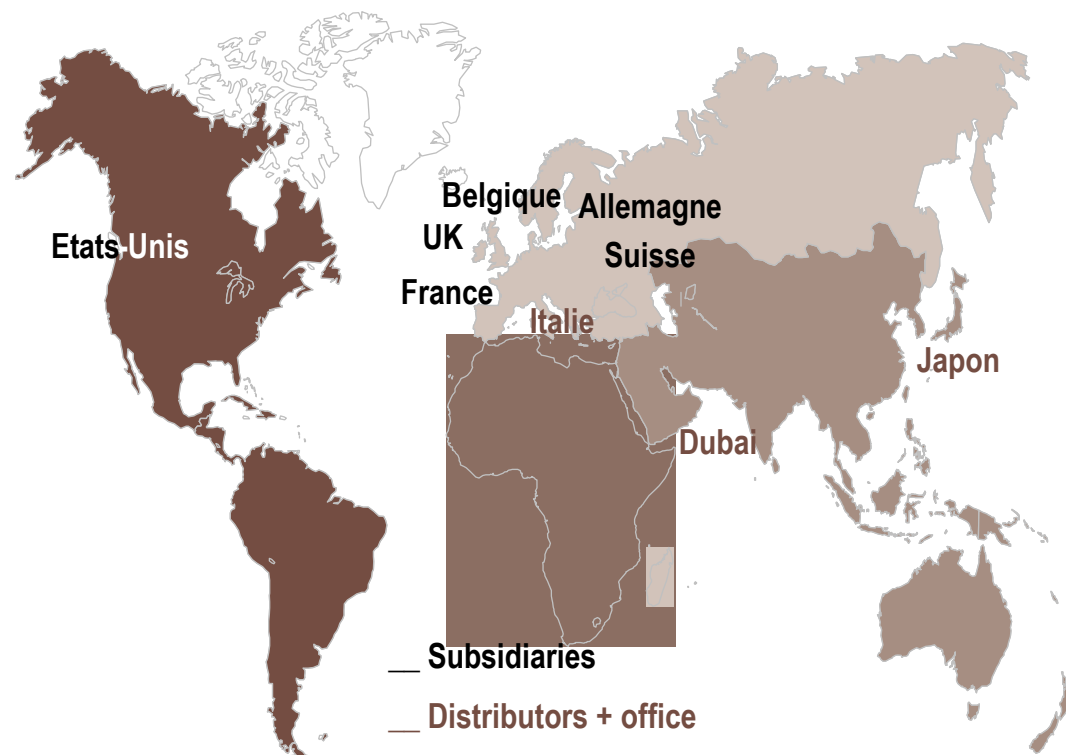 Belgique
Allemagne
UK
Etats-Unis
Suisse
France
Italie
Japon
Dubai
__ Subsidiaries
__ Distributors + office